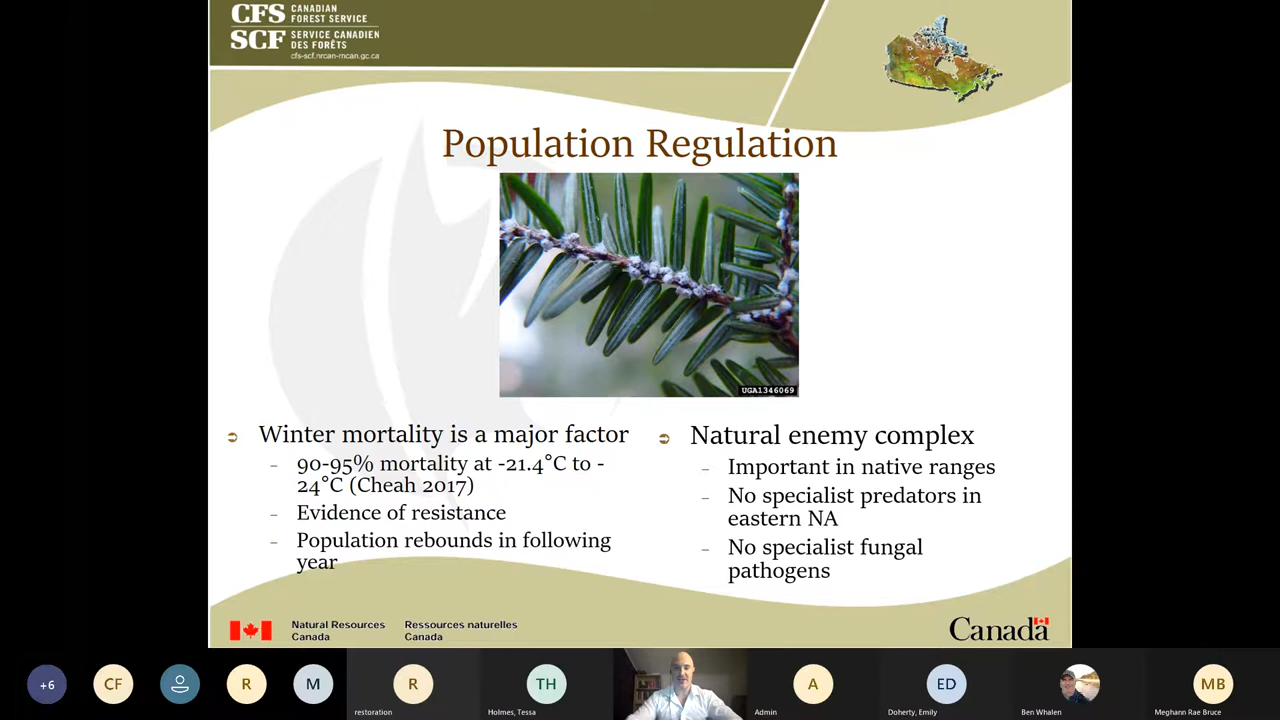 CFS CANADIAN
FOREST SERVICE
SCF SERVICE CANADIEN
DES FORÊTS
cfs-scf.nrcan-rncan.gc.ca
Population Regulation
UGA1346069
Winter mortality is a major factor
– 90-95% mortality at -21.4°C to -
24°C (Cheah 2017)
– Evidence of resistance
– Population rebounds in following
year
Natural enemy complex
– Important in native ranges
– No specialist predators in
eastern NA
– No specialist fungal
pathogens
Natural Resources
Canada
Ressources naturelles
Canada
Canada
+6
CF
R
M
R
restoration
TH
Holmes, Tessa
A
Admin
ED
Doherty, Emily
Ben Whalen
MB
Meghann Rae Bruce